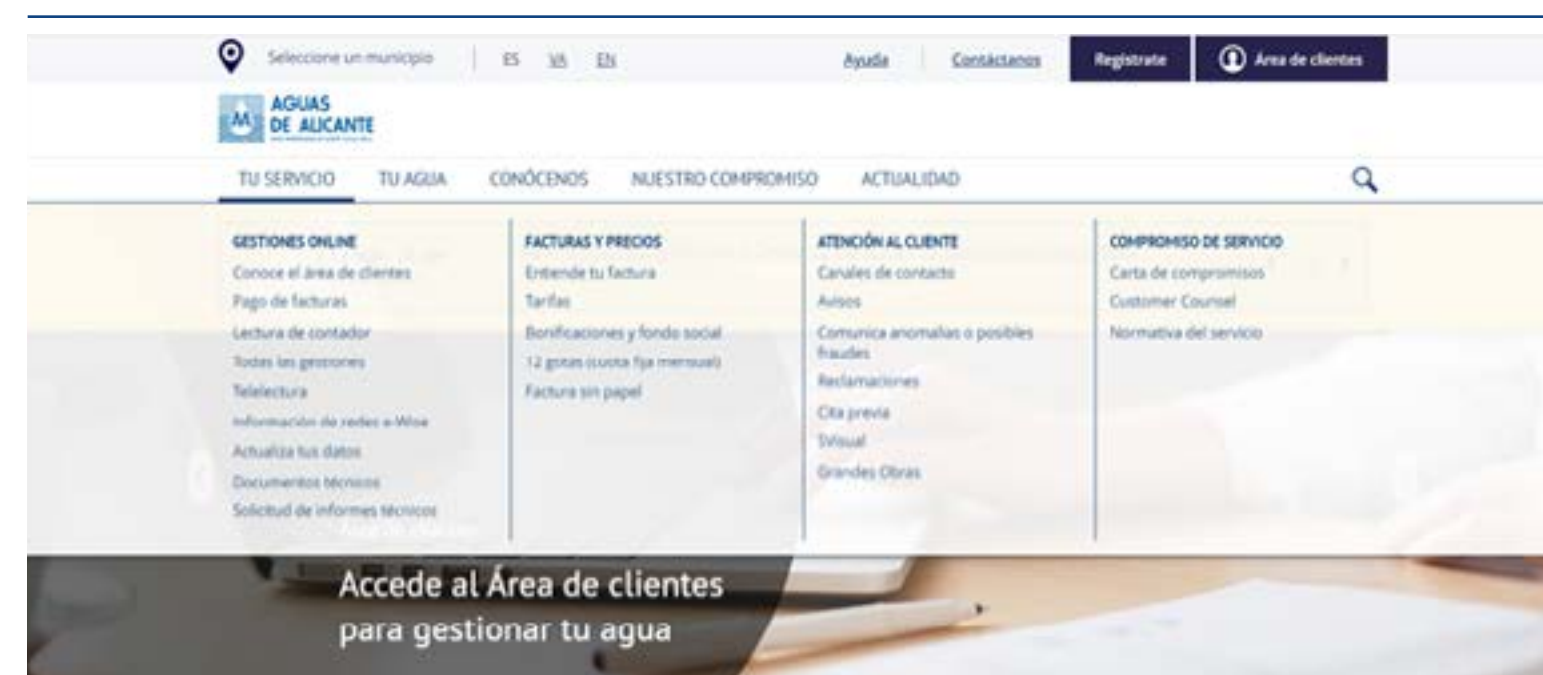 Seleccione un municipio ES VA EN Ayuda Contáctanos Regístrate Área de clientes
AGUAS
DE ALICANTE
TU SERVICIO TU AGUA CONÓCENOS NUESTRO COMPROMISO ACTUALIDAD
GESTIONES ONLINE
Conoce el área de clientes
Pago de facturas
Lectura de contador
Todas las gestiones
Telelectura
Información de redes e-Wise
Actualiza tus datos
Documentos técnicos
Solicitud de informes técnicos
FACTURAS Y PRECIOS
Entiende tu factura
Tarifas
Bonificaciones y fondo social
12 gotas (cuota fija mensual)
Factura sin papel
ATENCIÓN AL CLIENTE
Canales de contacto
Avisos
Comunica anomalías o posibles
fraudes
Reclamaciones
Cita previa
SVisual
Grandes Obras
COMPROMISO DE SERVICIO
Carta de compromisos
Customer Counsel
Normativa del servicio
Accede al Área de clientes
para gestionar tu agua